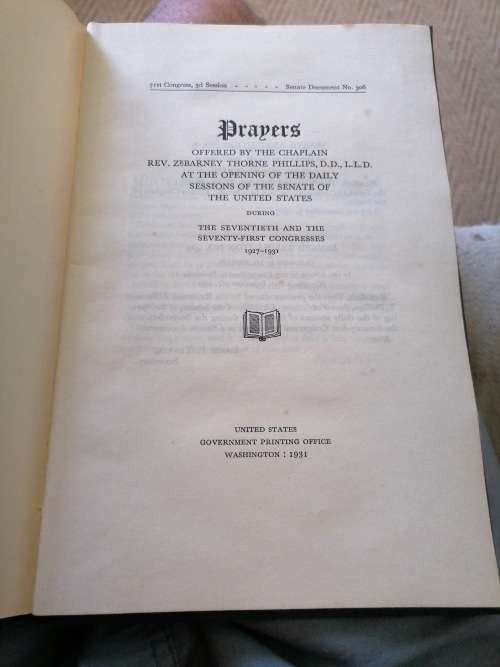 71st Congress, 3d Session - - - - - Senate Document No. 306
Prayers
OFFERED BY THE CHAPLAIN
REV. ZEBARNEY THORNE PHILLIPS, D.D., L.L.D.
AT THE OPENING OF THE DAILY
SESSIONS OF THE SENATE OF
THE UNITED STATES
DURING
THE SEVENTIETH AND THE
SEVENTY-FIRST CONGRESSES
1927–1931
UNITED STATES
GOVERNMENT PRINTING OFFICE
WASHINGTON : 1931